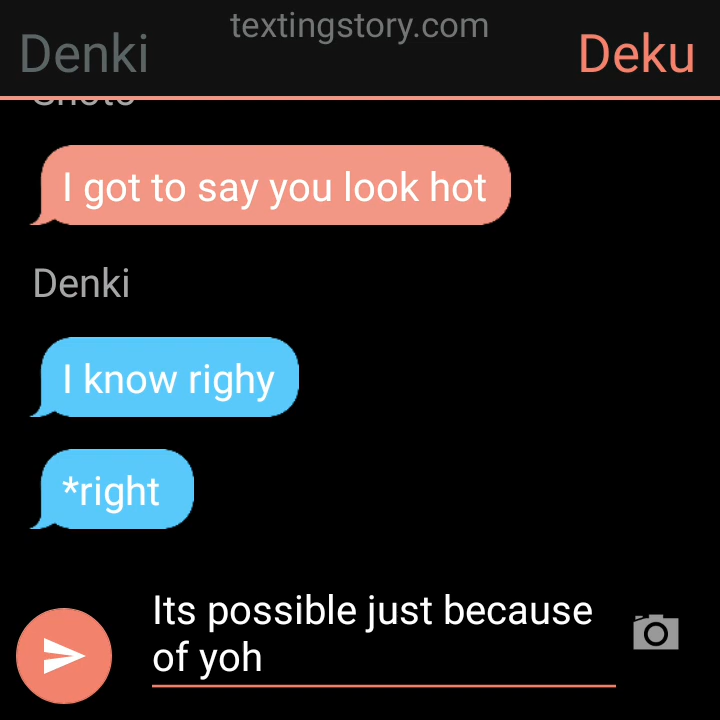 textingstory.com
Denki
Deku
Shoto
I got to say you look hot
Denki
I know righy
*right
Its possible just because
of yoh